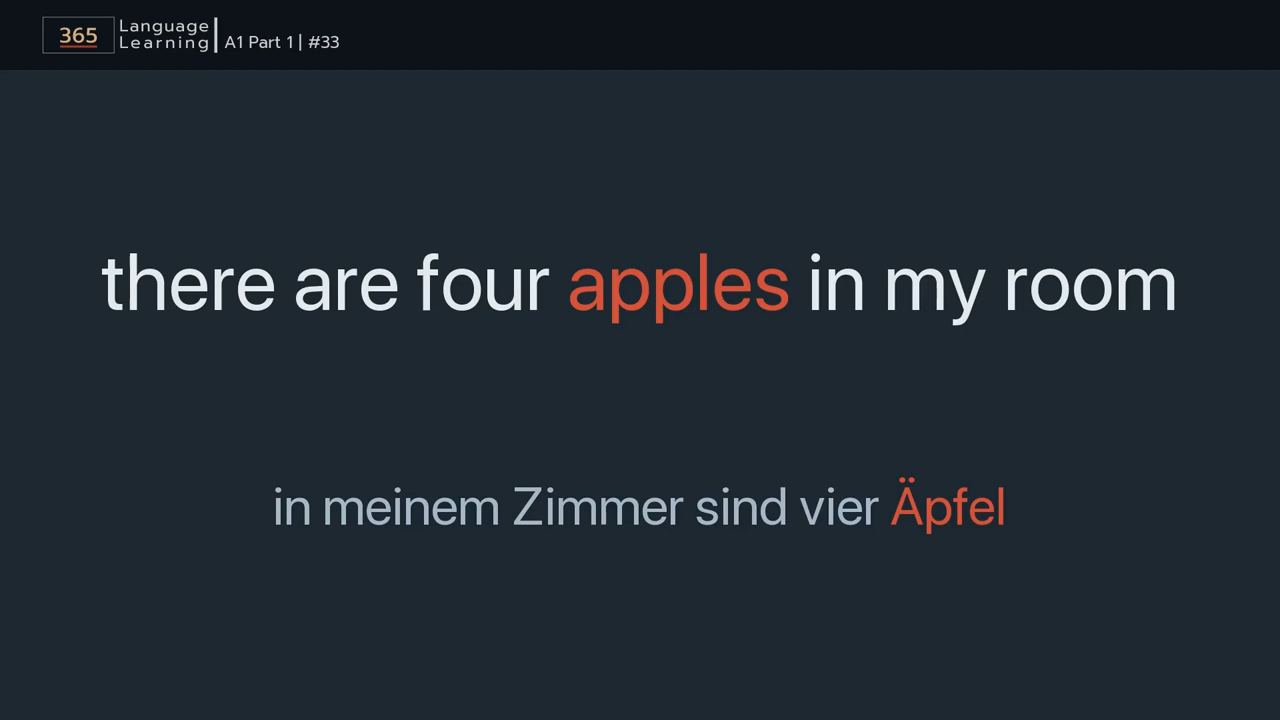 365
Language
Learning
A1 Part 1 | #33
there are four apples in my room
in meinem Zimmer sind vier Äpfel